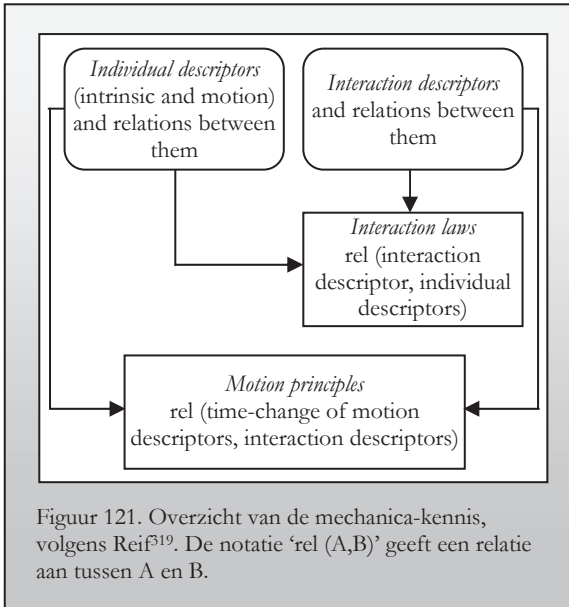 Individual descriptors
(intrinsic and motion)
and relations between
them
Interaction descriptors
and relations between
them
Interaction laws
rel (interaction
descriptor, individual
descriptors)
Motion principles
rel (time-change of motion
descriptors, interaction descriptors)
Figuur 121. Overzicht van de mechanica-kennis,
volgens Reif³¹⁹. De notatie ‘rel (A,B)’ geeft een relatie
aan tussen A en B.